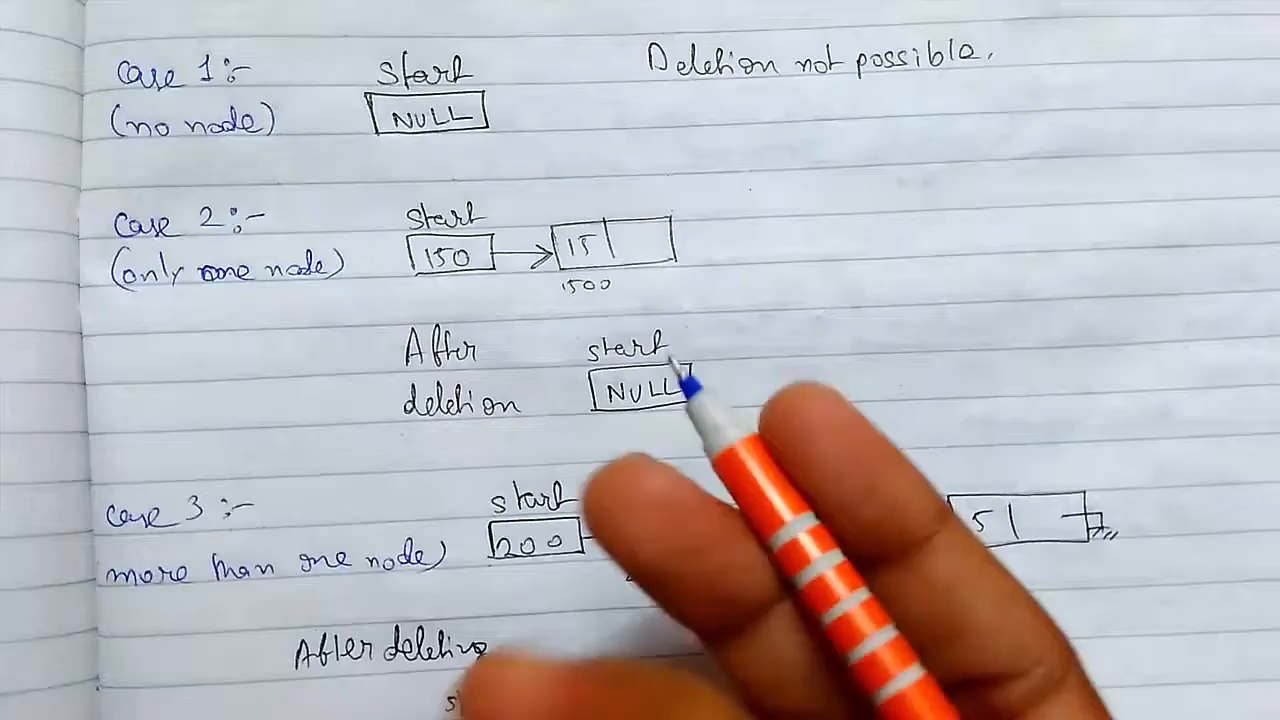 Case 1:-
Start
Deletion not possible.
(no node)
NULL
Case 2:-
Start
(only one node)
150
15
1500
After
start
deletion
NULL
Case 3:-
start
200
5
more than one node)
After deletion